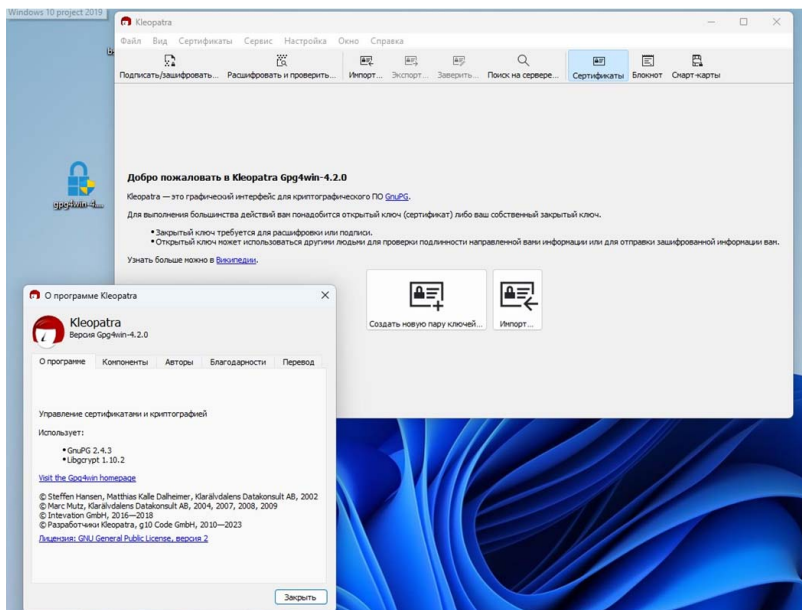 Windows 10 project 2019
Kleopatra
Файл Вид Сертификаты Сервис Настройка Окно Справка
Подписать/зашифровать... Расшифровать и проверить... Импорт... Экспорт... Заверить... Поиск на сервере... Сертификаты Блокнот Смарт-карты
Добро пожаловать в Kleopatra Gpg4win-4.2.0
Kleopatra — это графический интерфейс для криптографического ПО GnuPG.
Для выполнения большинства действий вам понадобится открытый ключ (сертификат) либо ваш собственный закрытый ключ.
•Закрытый ключ требуется для расшифровки или подписи.
•Открытый ключ может использоваться другими людьми для проверки подлинности направленной вами информации или для отправки зашифрованной информации вам.
Узнать больше можно в Википедии.
Создать новую пару ключей... Импорт...
gpg4win-4....
О программе Kleopatra
Kleopatra
Версия Gpg4win-4.2.0
О программе Компоненты Авторы Благодарности Перевод
Управление сертификатами и криптографией
Использует:
•GnuPG 2.4.3
•Libgcrypt 1.10.2
Visit the Gpg4win homepage
© Steffen Hansen, Matthias Kalle Dalheimer, Klarälvdalens Datakonsult AB, 2002
© Marc Mutz, Klarälvdalens Datakonsult AB, 2004, 2007, 2008, 2009
© Intevation GmbH, 2016—2018
© Разработчики Kleopatra, g10 Code GmbH, 2010—2023
Лицензия: GNU General Public License, версия 2
Закрыть